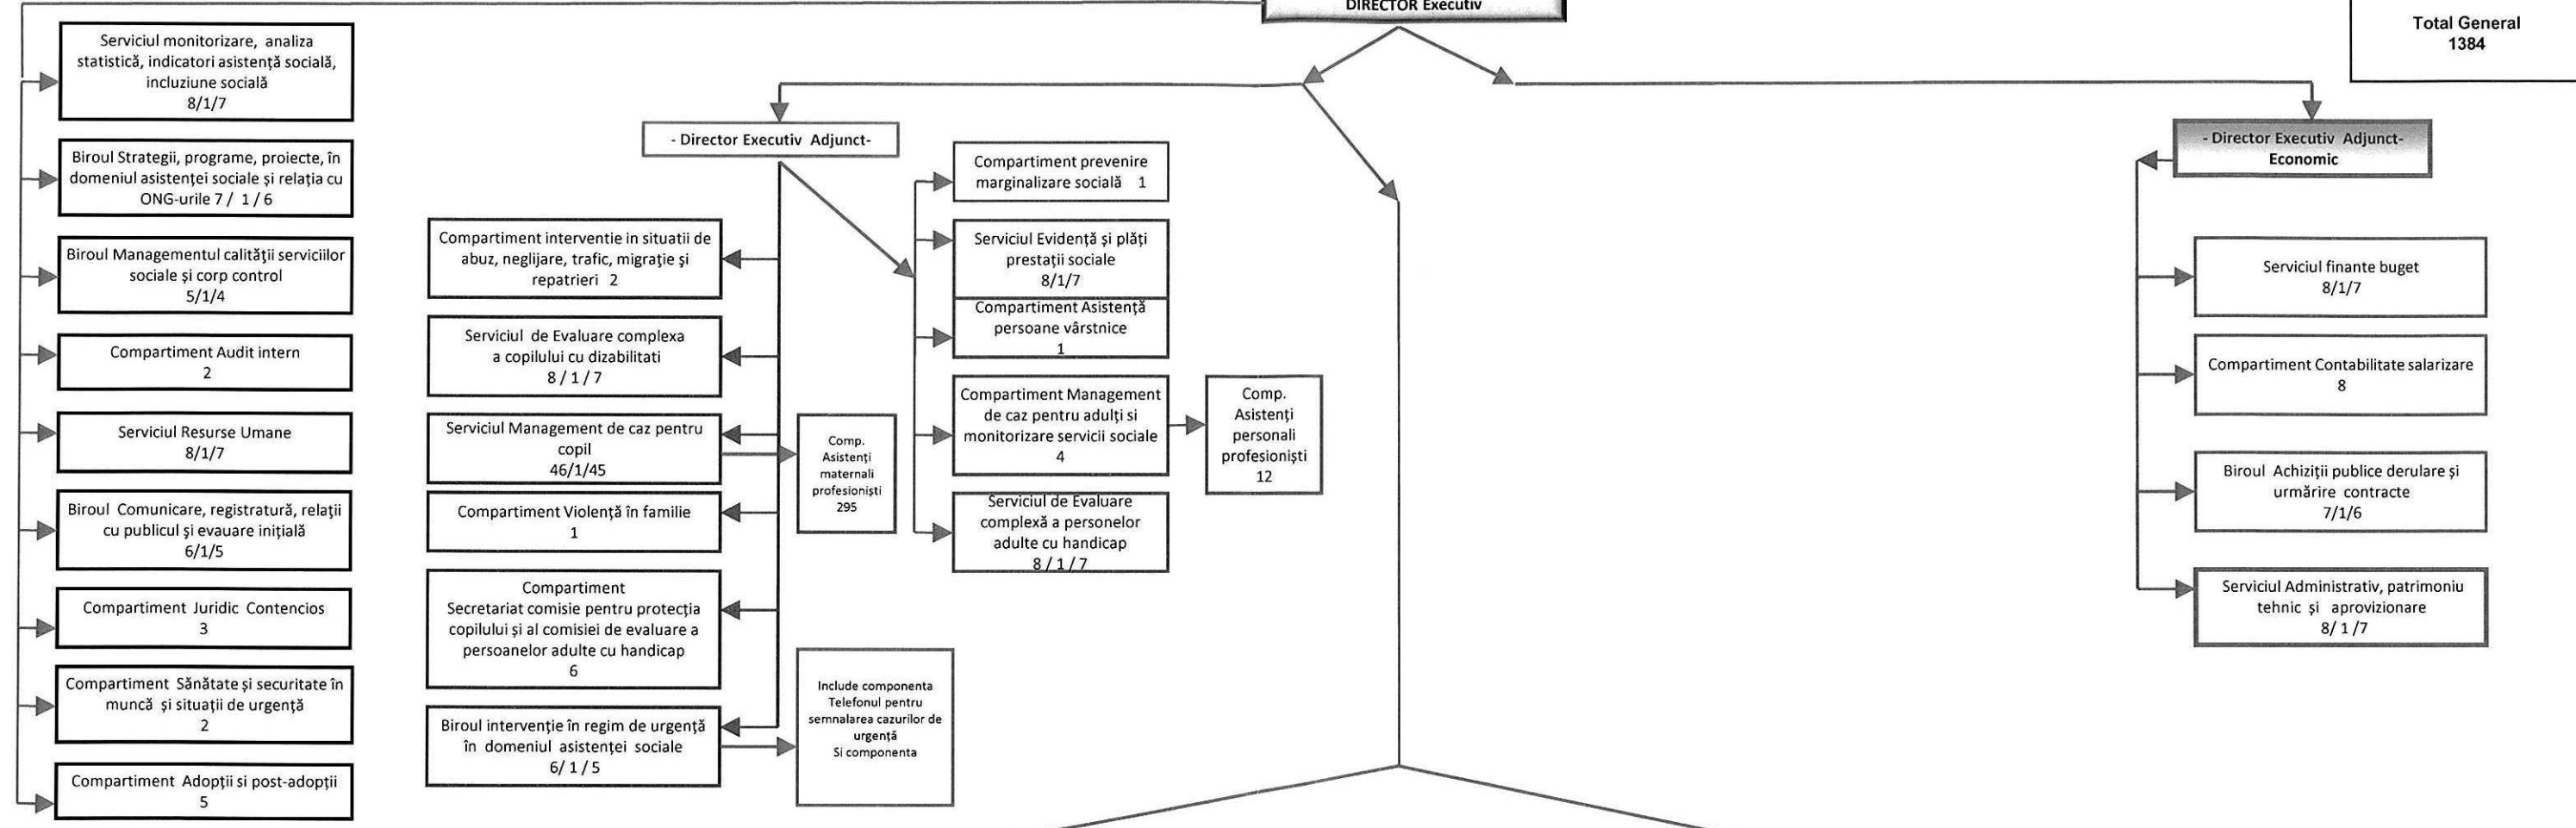 DIRECTOR Executiv
Total General
1384
Serviciul monitorizare, analiza
statistică, indicatori asistență socială,
incluziune socială
8/1/7
Biroul Strategii, programe, proiecte, în
domeniul asistenței sociale și relația cu
ONG-urile 7 / 1 / 6
Biroul Managementul calității serviciilor
sociale și corp control
5/1/4
Compartiment Audit intern
2
Serviciul Resurse Umane
8/1/7
Biroul Comunicare, registratură, relații
cu publicul și evauare inițială
6/1/5
Compartiment Juridic Contencios
3
Compartiment Sănătate și securitate în
muncă și situații de urgență
2
Compartiment Adopții si post-adopții
5
- Director Executiv Adjunct-
Compartiment interventie in situatii de
abuz, neglijare, trafic, migrație și
repatrieri 2
Serviciul de Evaluare complexa
a copilului cu dizabilitati
8 / 1 / 7
Serviciul Management de caz pentru
copil
46/1/45
Comp.
Asistenți
maternali
profesioniști
295
Compartiment Violență în familie
1
Compartiment
Secretariat comisie pentru protecția
copilului și al comisiei de evaluare a
persoanelor adulte cu handicap
6
Biroul intervenție în regim de urgență
în domeniul asistenței sociale
6/ 1 / 5
Include componenta
Telefonul pentru
semnalarea cazurilor de
urgență
Si componenta
Compartiment prevenire
marginalizare socială 1
Serviciul Evidență și plăți
prestații sociale
8/1/7
Compartiment Asistență
persoane vârstnice
1
Compartiment Management
de caz pentru adulți si
monitorizare servicii sociale
4
Comp.
Asistenți
personali
profesioniști
12
Serviciul de Evaluare
complexă a personelor
adulte cu handicap
8 / 1 / 7
- Director Executiv Adjunct-
Economic
Serviciul finante buget
8/1/7
Compartiment Contabilitate salarizare
8
Biroul Achiziții publice derulare și
urmărire contracte
7/1/6
Serviciul Administrativ, patrimoniu
tehnic și aprovizionare
8/ 1 /7